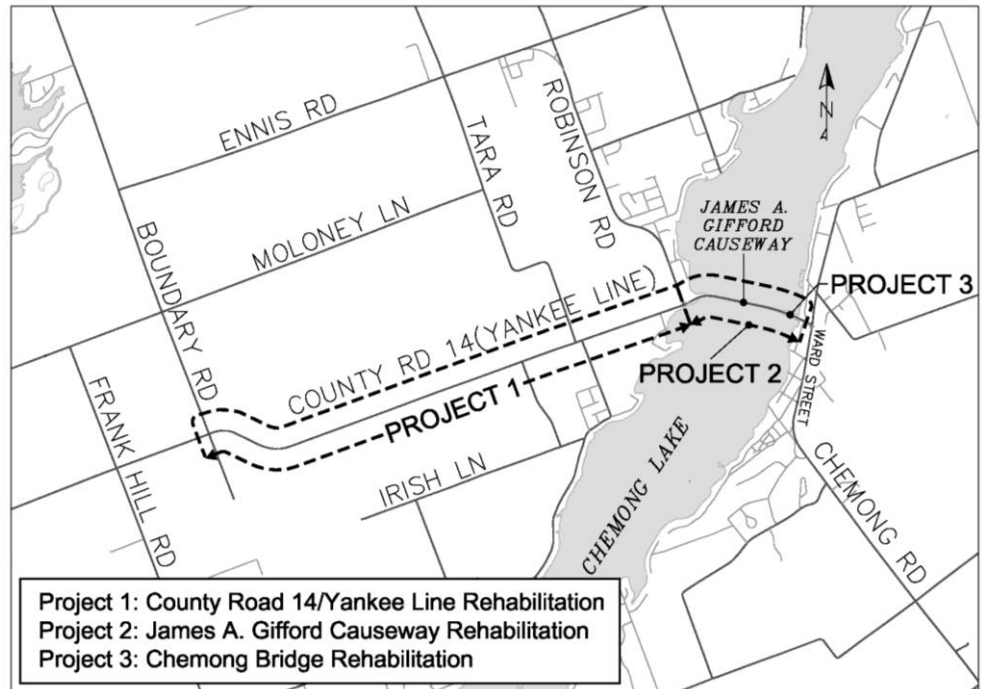 ENNIS RD
TARA RD
ROBINSON RD
N
MOLONEY LN
JAMES A.
GIFFORD
CAUSEWAY
BOUNDARY RD
PROJECT 3
COUNTY RD 14(YANKEE LINE)
WARD STREET
PROJECT 2
PROJECT 1
FRANK HILL RD
IRISH LN
CHEMONG LAKE
CHEMONG RD
Project 1: County Road 14/Yankee Line Rehabilitation
Project 2: James A. Gifford Causeway Rehabilitation
Project 3: Chemong Bridge Rehabilitation